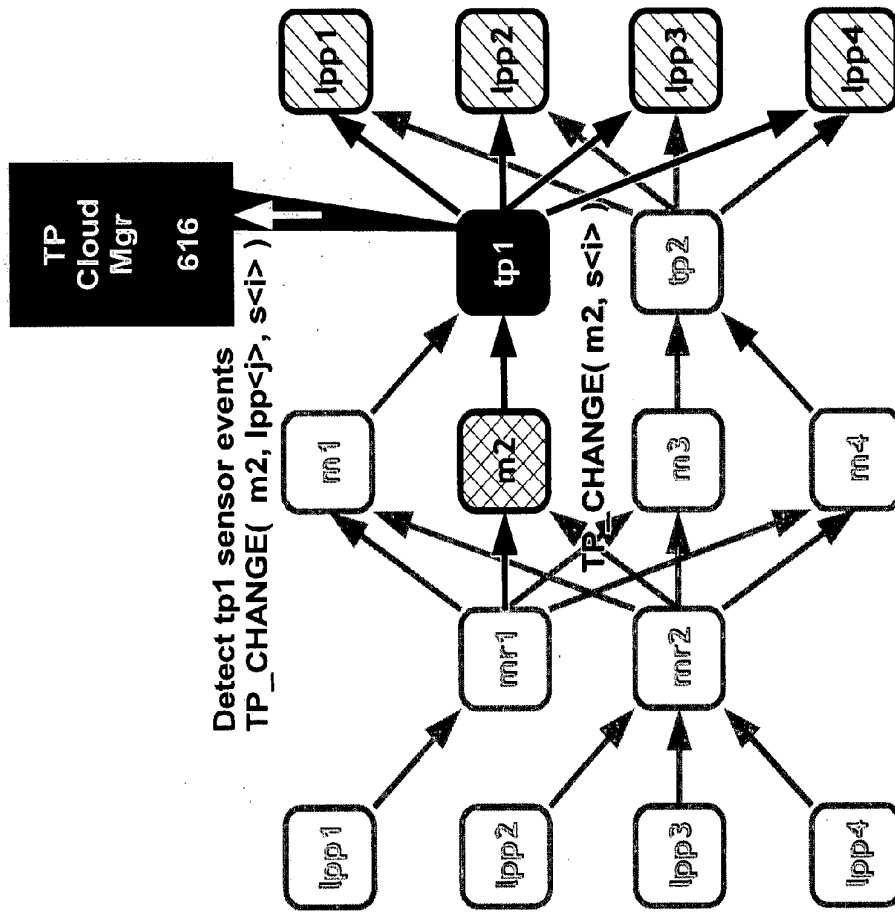 TP
Cloud
Mgr
616
Detect tp1 sensor events
TP_CHANGE( m2, lpp<j>, s<i> )
lpp1
lpp2
lpp3
lpp4
mr1
mr2
m1
m2
m3
m4
TP_CHANGE( m2, s<i> )
tp1
tp2
lpp1
lpp2
lpp3
lpp4